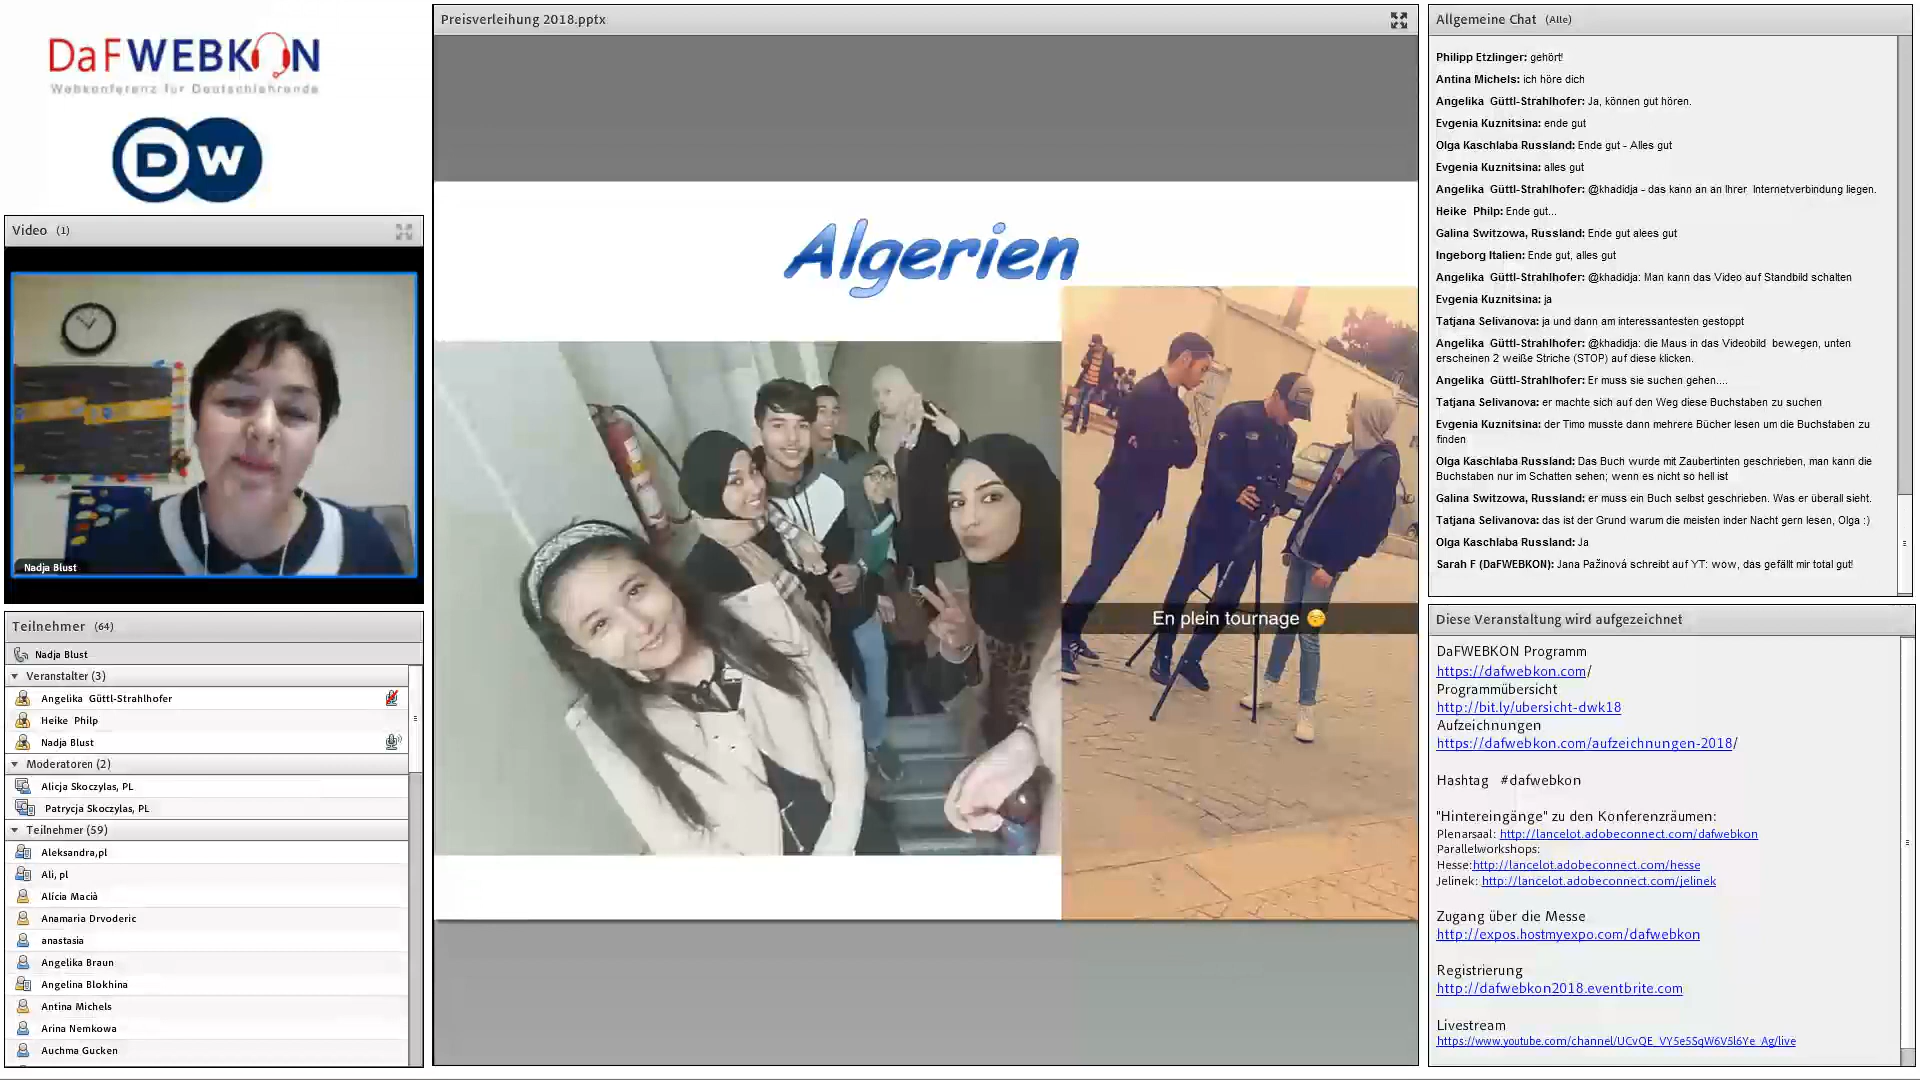 DaFWEBKON
Webkonferenz für Deutschlehrende
DW
Video (1)
Nadja Blust
Teilnehmer (64)
Nadja Blust
Veranstalter (3)
Angelika Güttl-Strahlhofer
Heike Philp
Nadja Blust
Moderatoren (2)
Alicja Skoczylas, PL
Patrycja Skoczylas, PL
Teilnehmer (59)
Aleksandra,pl
Ali, pl
Alícia Macià
Anamaria Drvoderic
anastasia
Angelika Braun
Angelina Blokhina
Antina Michels
Arina Nemkowa
Auchma Gucken
Preisverleihung 2018.pptx
Algerien
En plein tournage
Allgemeine Chat (Alle)
Philipp Etzlinger: gehört!
Antina Michels: ich höre dich
Angelika Güttl-Strahlhofer: Ja, können gut hören.
Evgenia Kuznitsina: ende gut
Olga Kaschlaba Russland: Ende gut - Alles gut
Evgenia Kuznitsina: alles gut
Angelika Güttl-Strahlhofer: @khadidja - das kann an an Ihrer Internetverbindung liegen.
Heike Philp: Ende gut...
Galina Switzowa, Russland: Ende gut alees gut
Ingeborg Italien: Ende gut, alles gut
Angelika Güttl-Strahlhofer: @khadidja: Man kann das Video auf Standbild schalten
Evgenia Kuznitsina: ja
Tatjana Selivanova: ja und dann am interessantesten gestoppt
Angelika Güttl-Strahlhofer: @khadidja: die Maus in das Videobild bewegen, unten
erscheinen 2 weiße Striche (STOP) auf diese klicken.
Angelika Güttl-Strahlhofer: Er muss sie suchen gehen....
Tatjana Selivanova: er machte sich auf den Weg diese Buchstaben zu suchen
Evgenia Kuznitsina: der Timo musste dann mehrere Bücher lesen um die Buchstaben zu
finden
Olga Kaschlaba Russland: Das Buch wurde mit Zaubertinten geschrieben, man kann die
Buchstaben nur im Schatten sehen; wenn es nicht so hell ist
Galina Switzowa, Russland: er muss ein Buch selbst geschrieben. Was er überall sieht.
Tatjana Selivanova: das ist der Grund warum die meisten inder Nacht gern lesen, Olga :)
Olga Kaschlaba Russland: Ja
Sarah F (DaFWEBKON): Jana Pažinová schreibt auf YT: wow, das gefällt mir total gut!
Diese Veranstaltung wird aufgezeichnet
DaFWEBKON Programm
https://dafwebkon.com/
Programmübersicht
http://bit.ly/ubersicht-dwk18
Aufzeichnungen
https://dafwebkon.com/aufzeichnungen-2018/
Hashtag #dafwebkon
"Hintereingänge" zu den Konferenzräumen:
Plenarsaal: http://lancelot.adobeconnect.com/dafwebkon
Parallelworkshops:
Hesse:http://lancelot.adobeconnect.com/hesse
Jelinek: http://lancelot.adobeconnect.com/jelinek
Zugang über die Messe
http://expos.hostmyexpo.com/dafwebkon
Registrierung
http://dafwebkon2018.eventbrite.com
Livestream
https://www.youtube.com/channel/UCvQE_VY5e5SqW6V5l6Ye_Ag/live